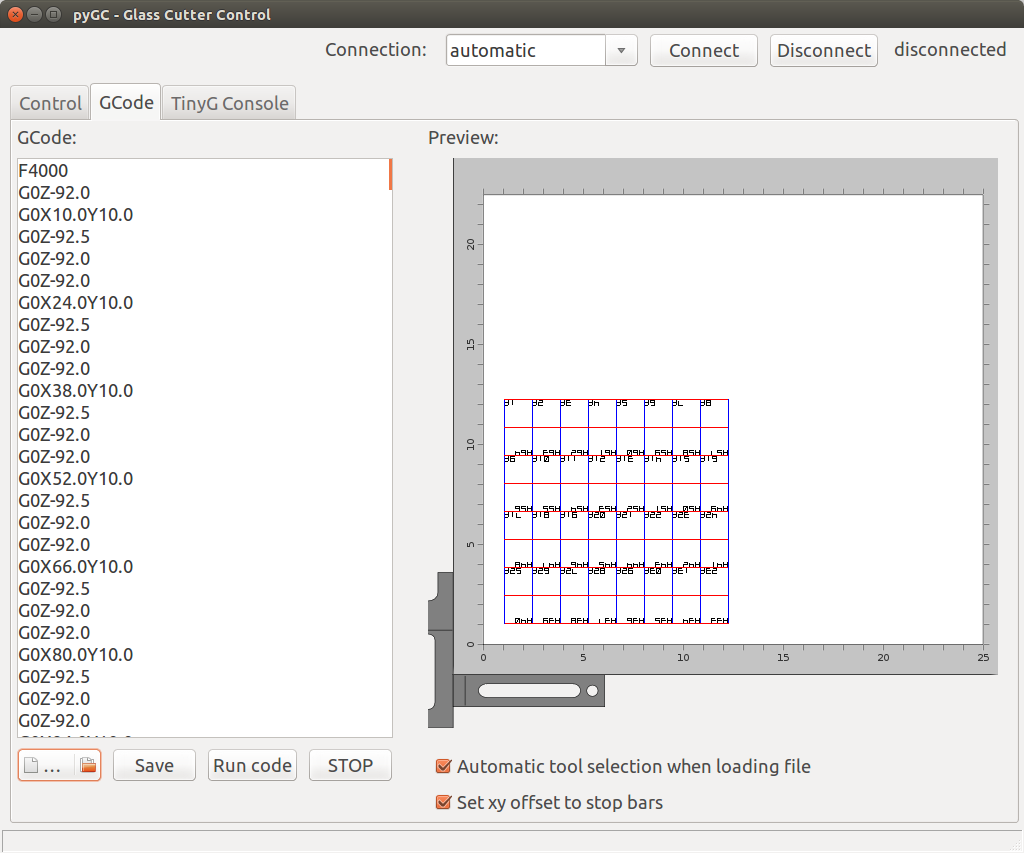 pyGC - Glass Cutter Control
Connection:
automatic
Connect
Disconnect
disconnected
Control
GCode
TinyG Console
GCode:
Preview:
F4000
G0Z-92.0
G0X10.0Y10.0
G0Z-92.5
G0Z-92.0
G0Z-92.0
G0X24.0Y10.0
G0Z-92.5
G0Z-92.0
G0Z-92.0
G0X38.0Y10.0
G0Z-92.5
G0Z-92.0
G0Z-92.0
G0X52.0Y10.0
G0Z-92.5
G0Z-92.0
G0Z-92.0
G0X66.0Y10.0
G0Z-92.5
G0Z-92.0
G0Z-92.0
G0X80.0Y10.0
G0Z-92.5
G0Z-92.0
G0Z-92.0
20
15
10
5
0
0 5 10 15 20 25
...
Save
Run code
STOP
Automatic tool selection when loading file
Set xy offset to stop bars